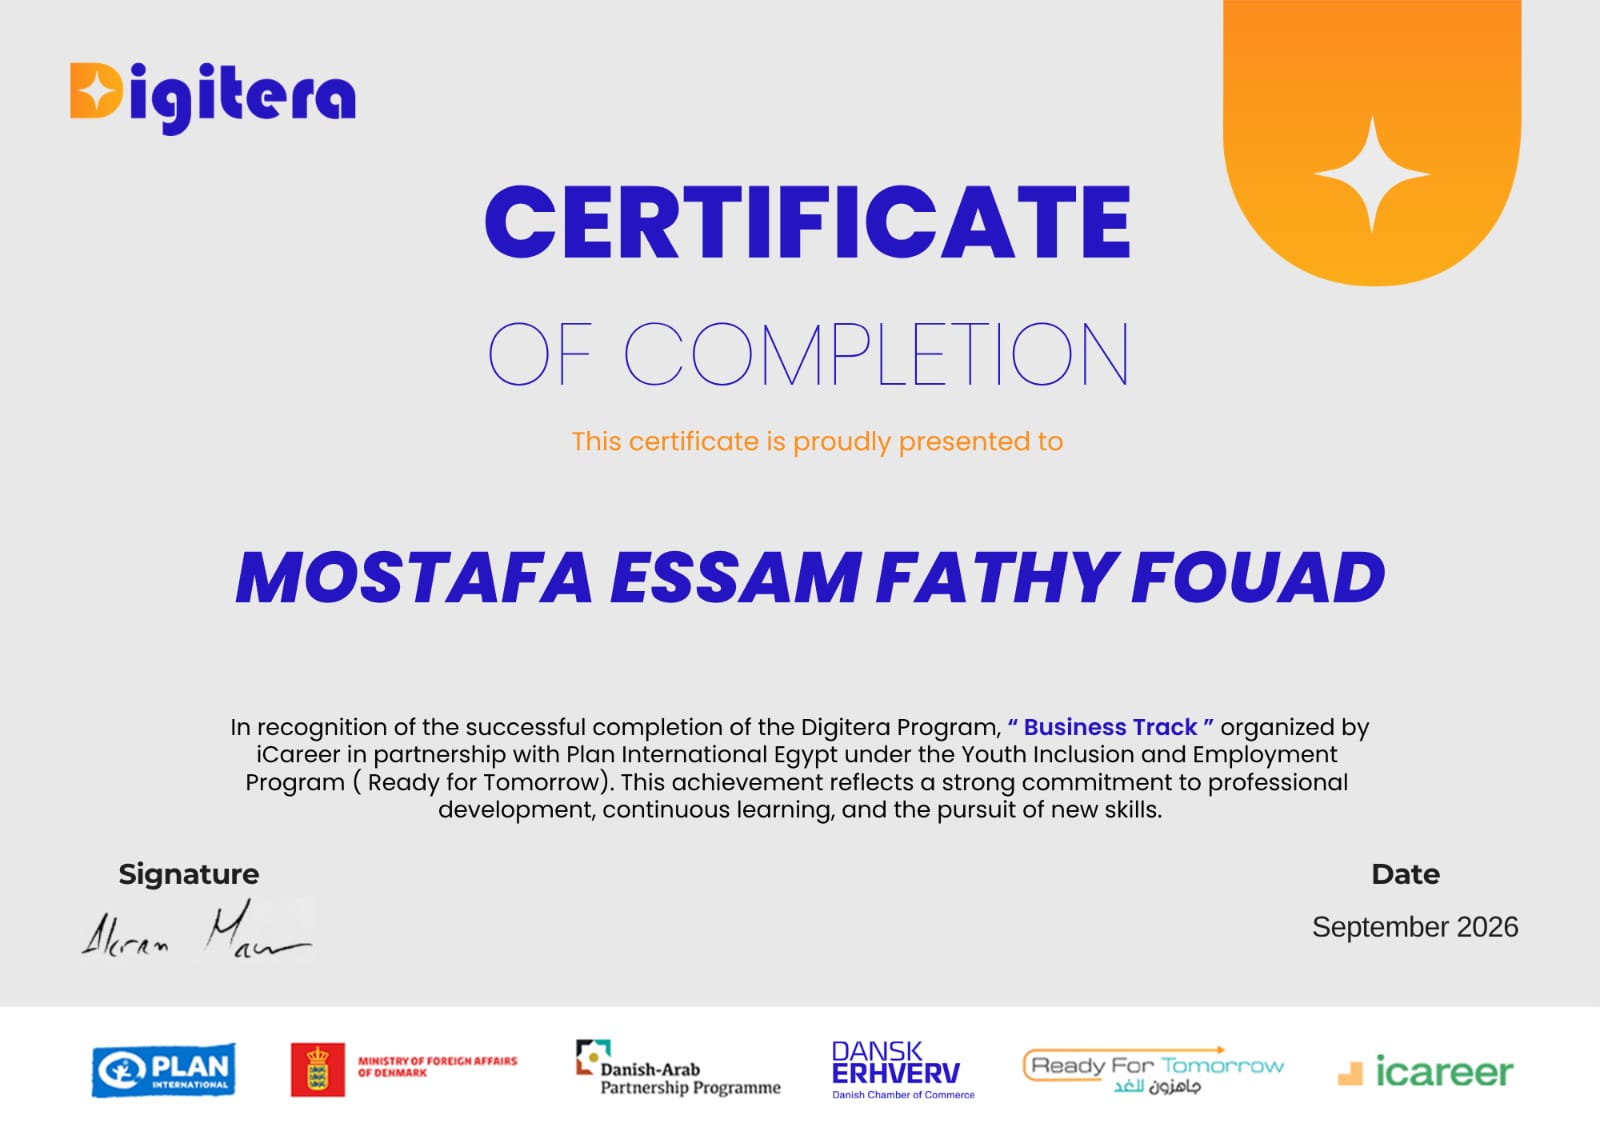 Digitera
CERTIFICATE
OF COMPLETION
This certificate is proudly presented to
MOSTAFA ESSAM FATHY FOUAD
In recognition of the successful completion of the Digitera Program, “ Business Track ” organized by
iCareer in partnership with Plan International Egypt under the Youth Inclusion and Employment
Program ( Ready for Tomorrow). This achievement reflects a strong commitment to professional
development, continuous learning, and the pursuit of new skills.
Signature
Date
September 2026
PLAN
INTERNATIONAL
MINISTRY OF FOREIGN AFFAIRS
OF DENMARK
Danish-Arab
Partnership Programme
DANSK
ERHVERV
Danish Chamber of Commerce
Ready For Tomorrow
جاهزون للغد
icareer